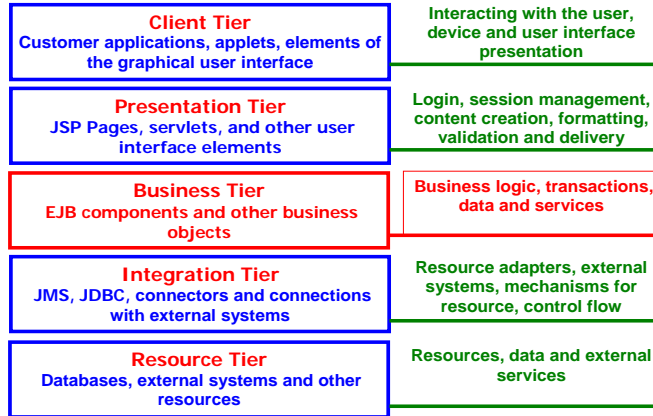 Client Tier
Customer applications, applets, elements of
the graphical user interface
Interacting with the user,
device and user interface
presentation
Presentation Tier
JSP Pages, servlets, and other user
interface elements
Login, session management,
content creation, formatting,
validation and delivery
Business Tier
EJB components and other business
objects
Business logic, transactions,
data and services
Integration Tier
JMS, JDBC, connectors and connections
with external systems
Resource adapters, external
systems, mechanisms for
resource, control flow
Resource Tier
Databases, external systems and other
resources
Resources, data and external
services